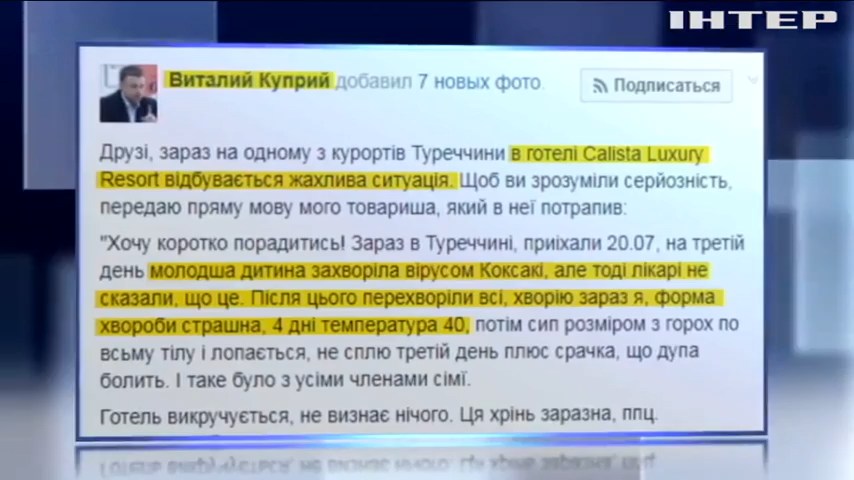 ІНТЕР
Виталий Куприй добавил 7 новых фото.
Подписаться
Друзі, зараз на одному з курортів Туреччини в готелі Calista Luxury
Resort відбувається жахлива ситуація. Щоб ви зрозуміли серйозність,
передаю пряму мову мого товариша, який в неї потрапив:
"Хочу коротко порадитись! Зараз в Туреччині, приїхали 20.07, на третій
день молодша дитина захворіла вірусом Коксакі, але тоді лікарі не
сказали, що це. Після цього перехворіли всі, хворію зараз я, форма
хвороби страшна, 4 дні температура 40, потім сип розміром з горох по
всьому тілу і лопається, не сплю третій день плюс срачка, що дупа
болить. І таке було з усіми членами сімї.
Готель викручується, не визнає нічого. Ця хрінь заразна, ппц.